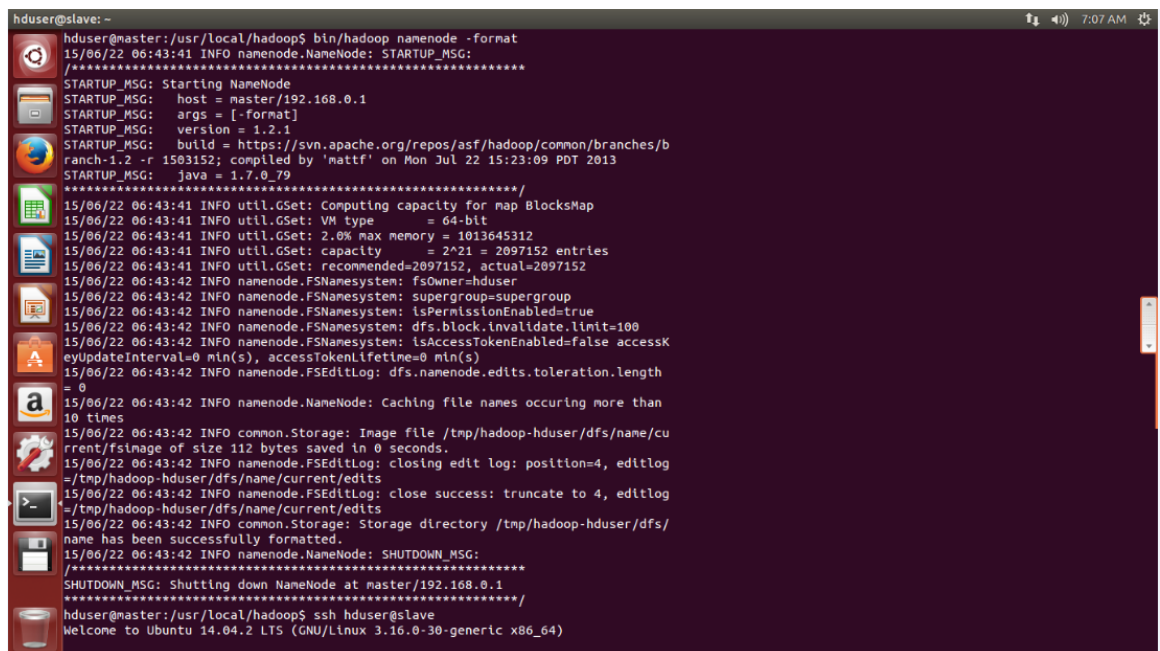 hduser@slave: ~
7:07 AM
hduser@master:/usr/local/hadoop$ bin/hadoop namenode -format
15/06/22 06:43:41 INFO namenode.NameNode: STARTUP_MSG:
/************************************************************
STARTUP_MSG: Starting NameNode
STARTUP_MSG:   host = master/192.168.0.1
STARTUP_MSG:   args = [-format]
STARTUP_MSG:   version = 1.2.1
STARTUP_MSG:   build = https://svn.apache.org/repos/asf/hadoop/common/branches/b
ranch-1.2 -r 1503152; compiled by 'mattf' on Mon Jul 22 15:23:09 PDT 2013
STARTUP_MSG:   java = 1.7.0_79
************************************************************/
15/06/22 06:43:41 INFO util.GSet: Computing capacity for map BlocksMap
15/06/22 06:43:41 INFO util.GSet: VM type       = 64-bit
15/06/22 06:43:41 INFO util.GSet: 2.0% max memory = 1013645312
15/06/22 06:43:41 INFO util.GSet: capacity      = 2^21 = 2097152 entries
15/06/22 06:43:41 INFO util.GSet: recommended=2097152, actual=2097152
15/06/22 06:43:42 INFO namenode.FSNamesystem: fsOwner=hduser
15/06/22 06:43:42 INFO namenode.FSNamesystem: supergroup=supergroup
15/06/22 06:43:42 INFO namenode.FSNamesystem: isPermissionEnabled=true
15/06/22 06:43:42 INFO namenode.FSNamesystem: dfs.block.invalidate.limit=100
15/06/22 06:43:42 INFO namenode.FSNamesystem: isAccessTokenEnabled=false accessK
eyUpdateInterval=0 min(s), accessTokenLifetime=0 min(s)
15/06/22 06:43:42 INFO namenode.FSEditLog: dfs.namenode.edits.toleration.length
= 0
15/06/22 06:43:42 INFO namenode.NameNode: Caching file names occuring more than
10 times
15/06/22 06:43:42 INFO common.Storage: Image file /tmp/hadoop-hduser/dfs/name/cu
rrent/fsimage of size 112 bytes saved in 0 seconds.
15/06/22 06:43:42 INFO namenode.FSEditLog: closing edit log: position=4, editlog
=/tmp/hadoop-hduser/dfs/name/current/edits
15/06/22 06:43:42 INFO namenode.FSEditLog: close success: truncate to 4, editlog
=/tmp/hadoop-hduser/dfs/name/current/edits
15/06/22 06:43:42 INFO common.Storage: Storage directory /tmp/hadoop-hduser/dfs/
name has been successfully formatted.
15/06/22 06:43:42 INFO namenode.NameNode: SHUTDOWN_MSG:
/************************************************************
SHUTDOWN_MSG: Shutting down NameNode at master/192.168.0.1
************************************************************/
hduser@master:/usr/local/hadoop$ ssh hduser@slave
Welcome to Ubuntu 14.04.2 LTS (GNU/Linux 3.16.0-30-generic x86_64)